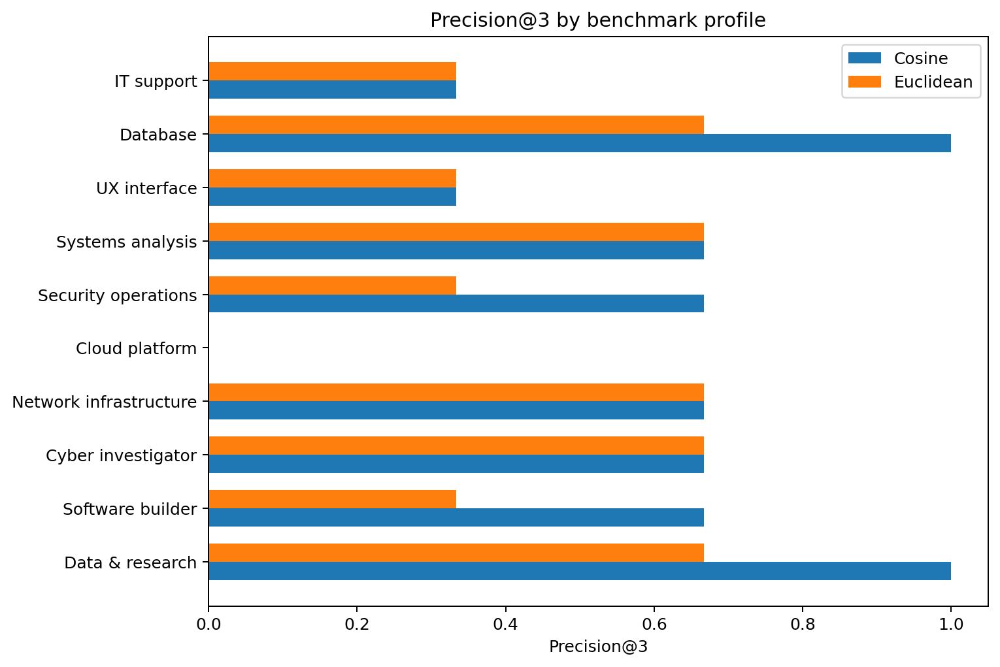 Precision@3 by benchmark profile
Cosine
Euclidean
IT support
Database
UX interface
Systems analysis
Security operations
Cloud platform
Network infrastructure
Cyber investigator
Software builder
Data & research
0.0 0.2 0.4 0.6 0.8 1.0
Precision@3